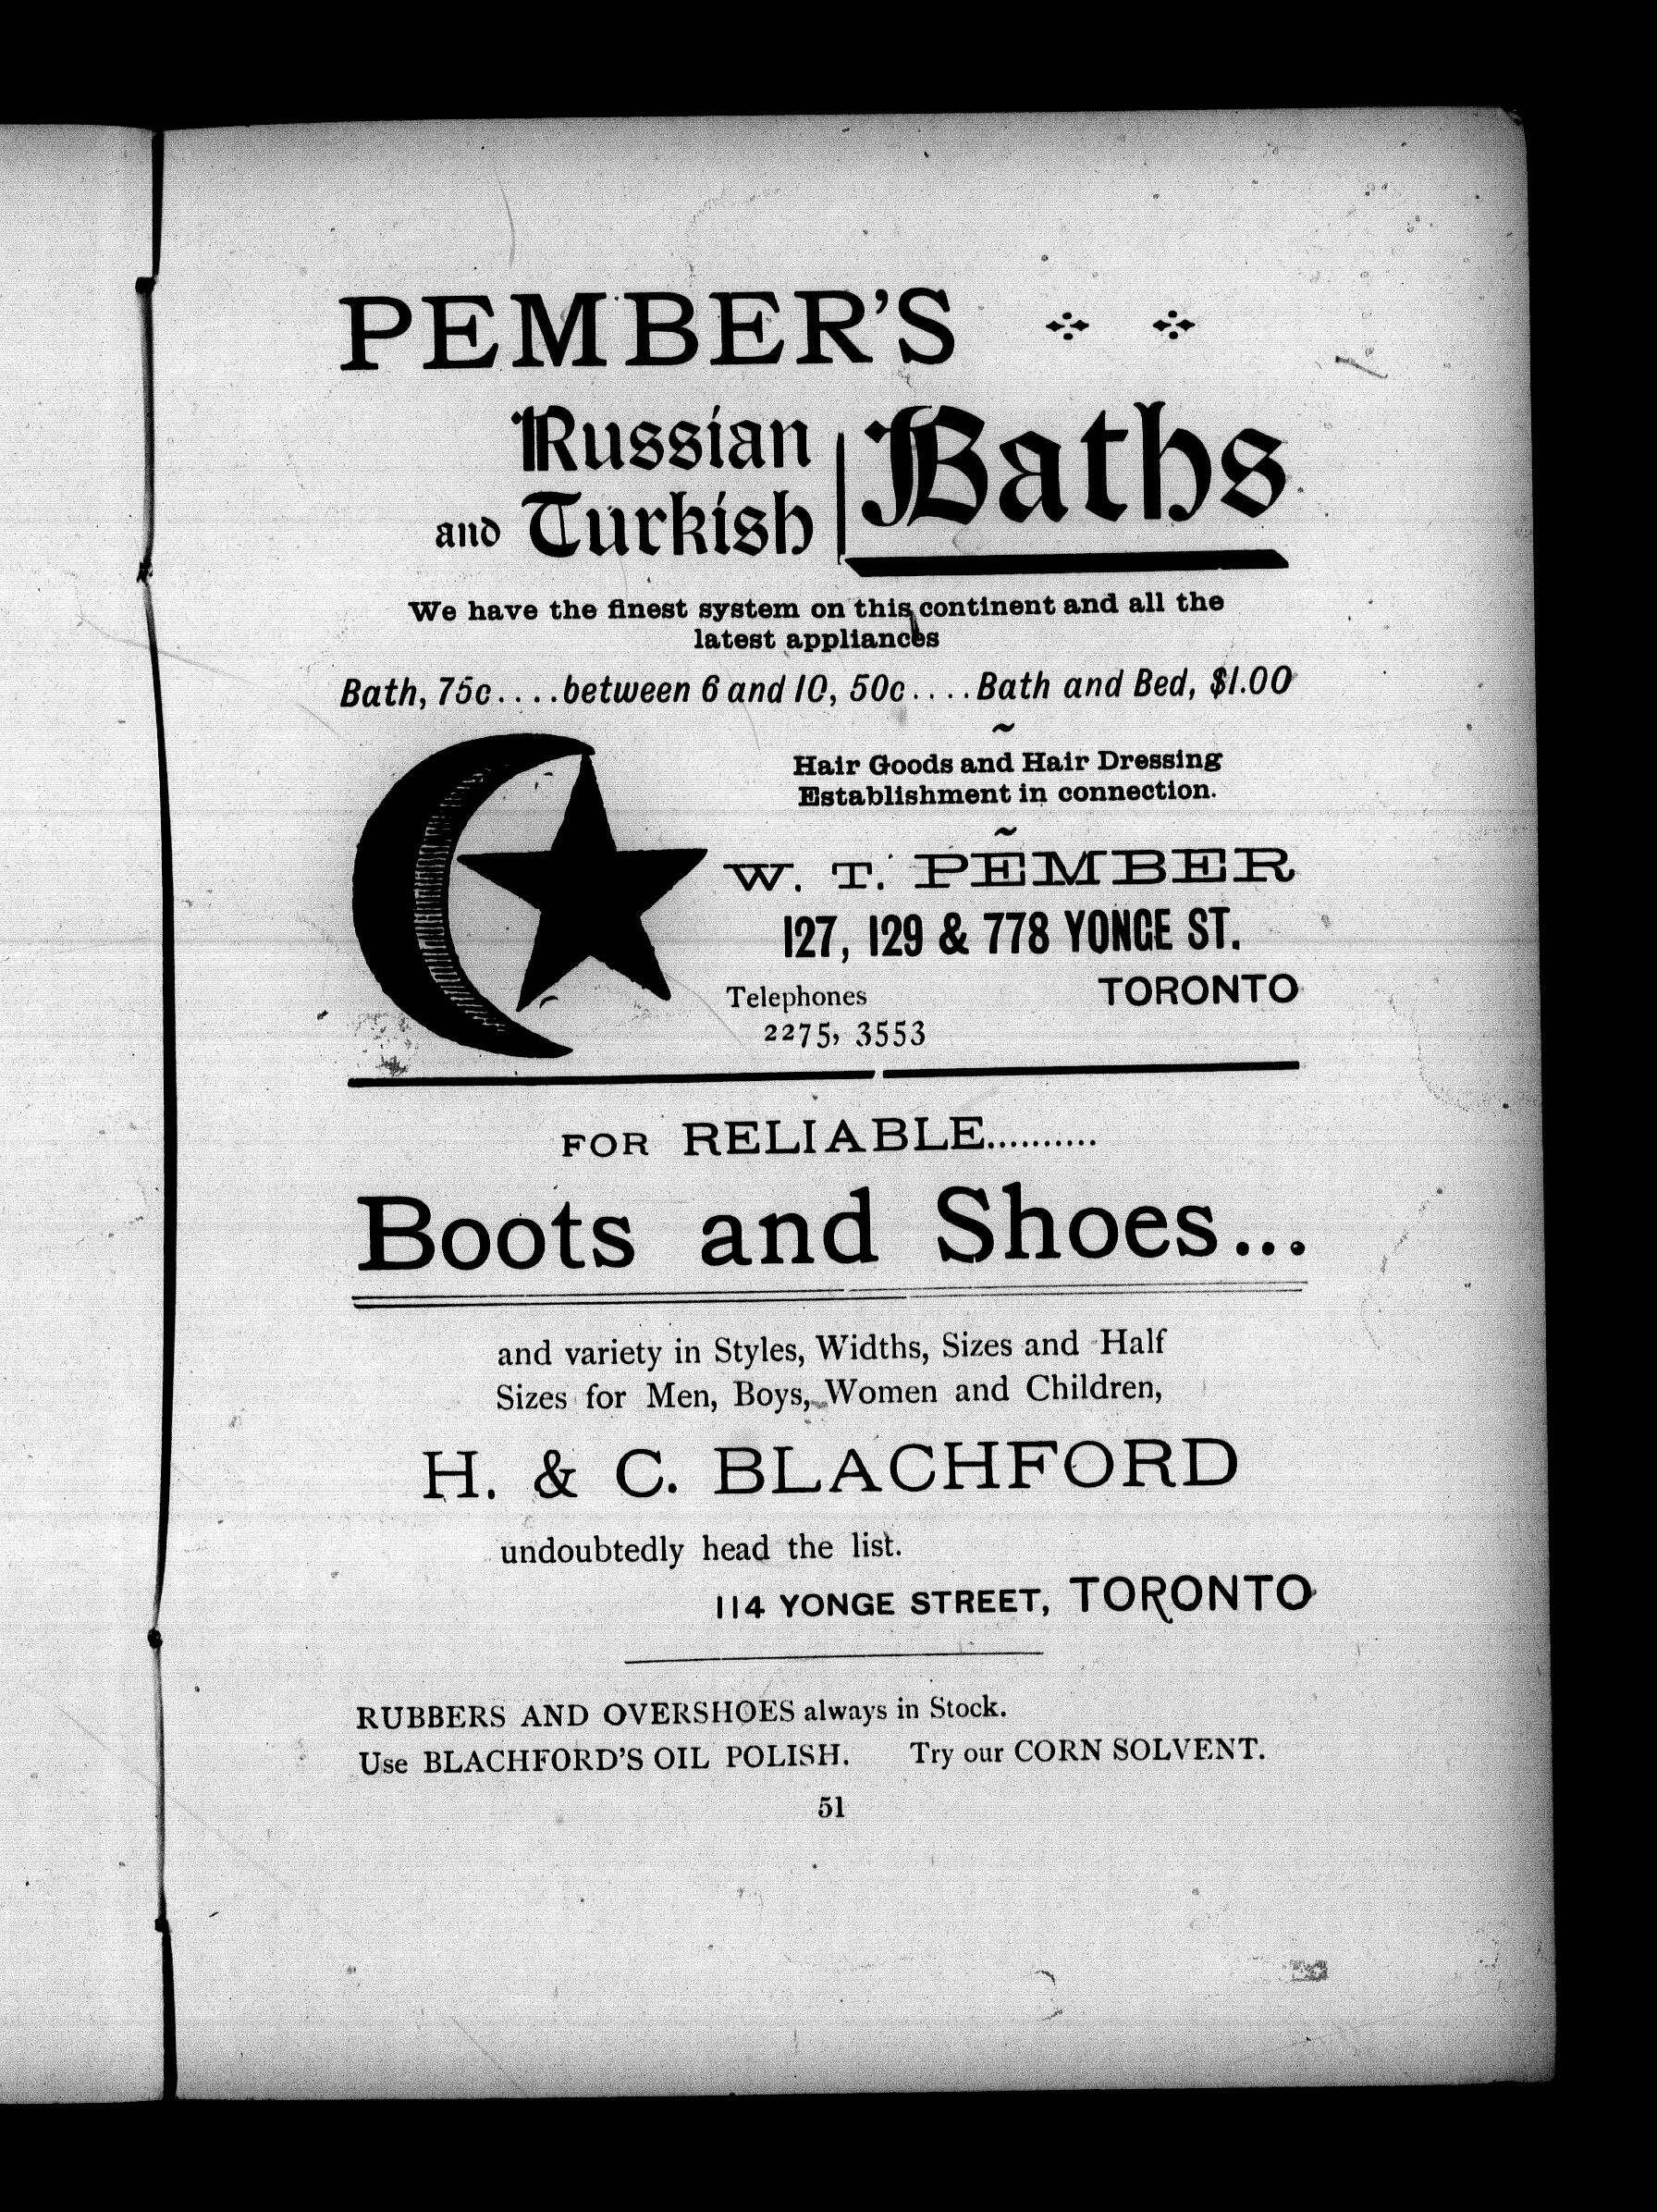 PEMBER'S
Russian
and Turkish
Baths
We have the finest system on this continent and all the
latest appliances
Bath, 75c....between 6 and 10, 50c....Bath and Bed, $1.00
~
Hair Goods and Hair Dressing
Establishment in connection.
~
W. T. PEMBER
127, 129 & 778 YONGE ST.
Telephones TORONTO
2275, 3553
FOR RELIABLE..........
Boots and Shoes...
and variety in Styles, Widths, Sizes and Half
Sizes for Men, Boys, Women and Children,
H. & C. BLACHFORD
undoubtedly head the list.
114 YONGE STREET, TORONTO
RUBBERS AND OVERSHOES always in Stock.
Use BLACHFORD'S OIL POLISH. Try our CORN SOLVENT.
51